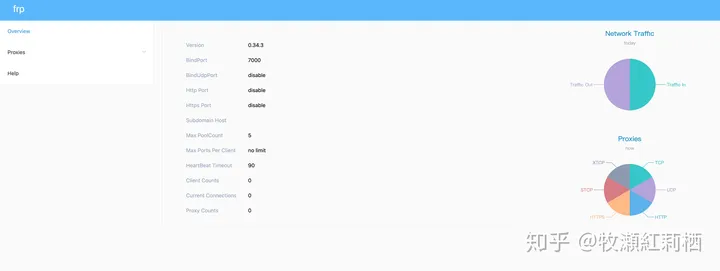 frp
Overview
Proxies
Help
Version 0.34.3
BindPort 7000
BindUdpPort disable
Http Port disable
Https Port disable
Subdomain Host
Max PoolCount 5
Max Ports Per Client no limit
HeartBeat Timeout 90
Client Counts 0
Current Connections 0
Proxy Counts 0
Network Traffic
today
Traffic Out
Traffic In
Proxies
now
STCP
TCP
STCP
UDP
HTTPS
HTTP
知乎 @牧瀬紅莉栖